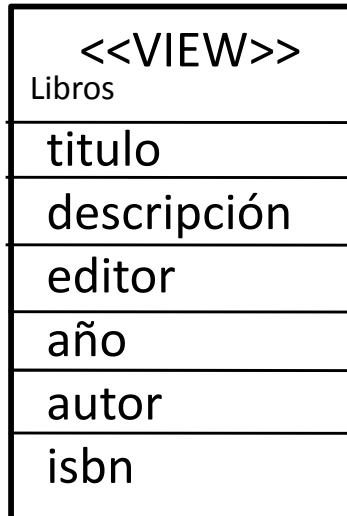 <<VIEW>>
Libros
titulo
descripción
editor
año
autor
isbn